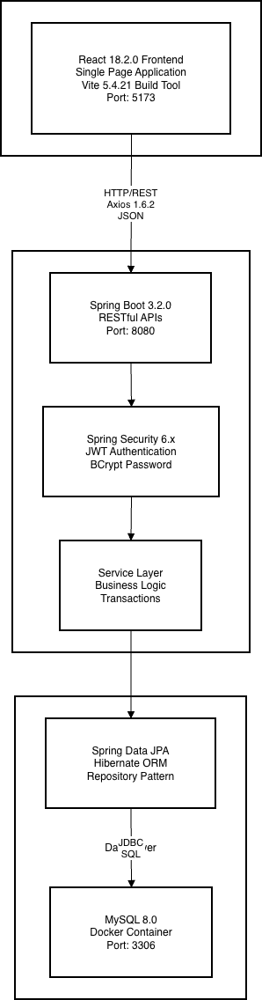 React 18.2.0 Frontend
Single Page Application
Vite 5.4.21 Build Tool
Port: 5173
HTTP/REST
Axios 1.6.2
JSON
Spring Boot 3.2.0
RESTful APIs
Port: 8080
Spring Security 6.x
JWT Authentication
BCrypt Password
Service Layer
Business Logic
Transactions
Spring Data JPA
Hibernate ORM
Repository Pattern
JDBC
SQL
MySQL 8.0
Docker Container
Port: 3306